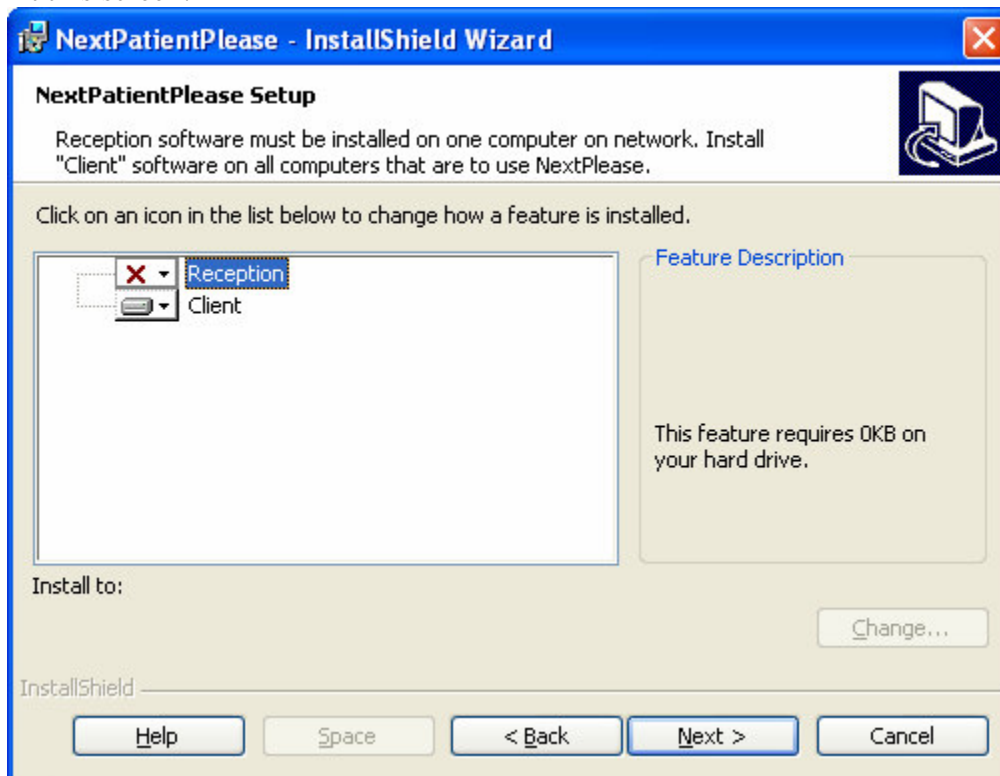 NextPatientPlease - InstallShield Wizard
NextPatientPlease Setup
Reception software must be installed on one computer on network. Install
"Client" software on all computers that are to use NextPlease.
Click on an icon in the list below to change how a feature is installed.
Reception
Client
Feature Description
This feature requires 0KB on
your hard drive.
Install to:
Change...
InstallShield
Help
Space
< Back
Next >
Cancel